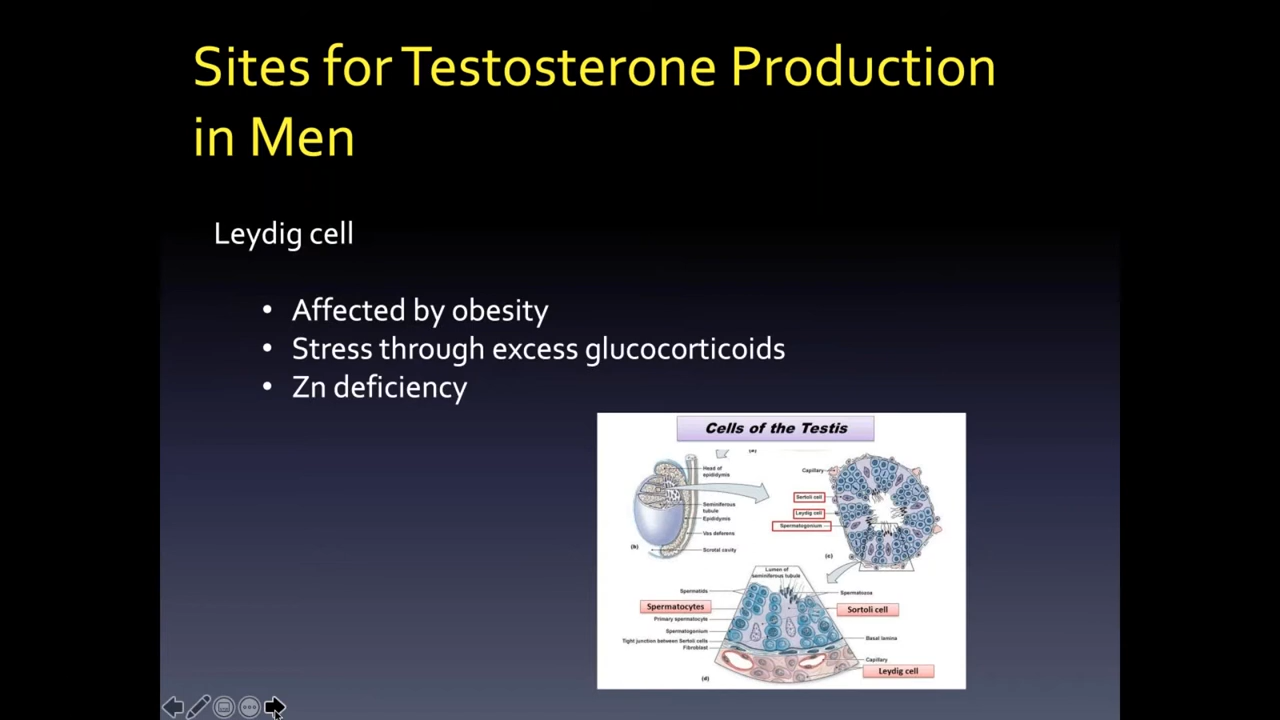 Sites for Testosterone Production
in Men
Leydig cell
• Affected by obesity
• Stress through excess glucocorticoids
• Zn deficiency
Cells of the Testis
(a)
Head of
epididymis
Seminiferous
tubule
Epididymis
Vas deferens
Scrotal cavity
(b)
Capillary
Sertoli cell
Leydig cell
Spermatogonium
(c)
Lumen of
seminiferous tubule
Spermatids
Spermatocytes
Primary spermatocyte
Spermatogonium
Tight junction between Sertoli cells
Fibroblast
Spermatozoa
Sortoli cell
Basal lamina
Capillary
Leydig cell
(d)